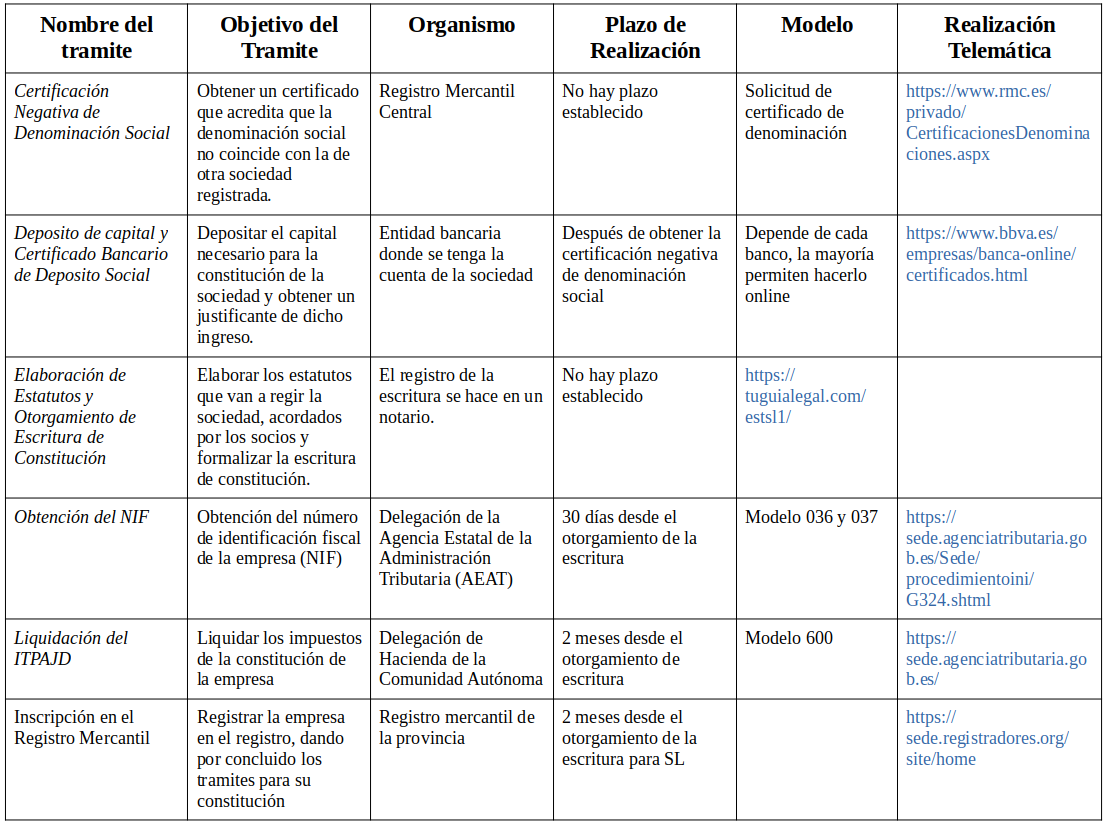 Nombre del
tramite
Objetivo del
Tramite
Organismo
Plazo de
Realización
Modelo
Realización
Telemática
Certificación
Negativa de
Denominación Social
Obtener un certificado
que acredita que la
denominación social
no coincide con la de
otra sociedad
registrada.
Registro Mercantil
Central
No hay plazo
establecido
Solicitud de
certificado de
denominación
https://www.rmc.es/
privado/
CertificacionesDenomina
ciones.aspx
Deposito de capital y
Certificado Bancario
de Deposito Social
Depositar el capital
necesario para la
constitución de la
sociedad y obtener un
justificante de dicho
ingreso.
Entidad bancaria
donde se tenga la
cuenta de la sociedad
Después de obtener la
certificación negativa
de denominación
social
Depende de cada
banco, la mayoría
permiten hacerlo
online
https://www.bbva.es/
empresas/banca-online/
certificados.html
Elaboración de
Estatutos y
Otorgamiento de
Escritura de
Constitución
Elaborar los estatutos
que van a regir la
sociedad, acordados
por los socios y
formalizar la escritura
de constitución.
El registro de la
escritura se hace en un
notario.
No hay plazo
establecido
https://
tuguialegal.com/
estsl1/
Obtención del NIF
Obtención del número
de identificación fiscal
de la empresa (NIF)
Delegación de la
Agencia Estatal de la
Administración
Tributaria (AEAT)
30 días desde el
otorgamiento de la
escritura
Modelo 036 y 037
https://
sede.agenciatributaria.go
b.es/Sede/
procedimientoini/
G324.shtml
Liquidación del
ITPAJD
Liquidar los impuestos
de la constitución de
la empresa
Delegación de
Hacienda de la
Comunidad Autónoma
2 meses desde el
otorgamiento de
escritura
Modelo 600
https://
sede.agenciatributaria.go
b.es/
Inscripción en el
Registro Mercantil
Registrar la empresa
en el registro, dando
por concluido los
tramites para su
constitución
Registro mercantil de
la provincia
2 meses desde el
otorgamiento de la
escritura para SL
https://
sede.registradores.org/
site/home